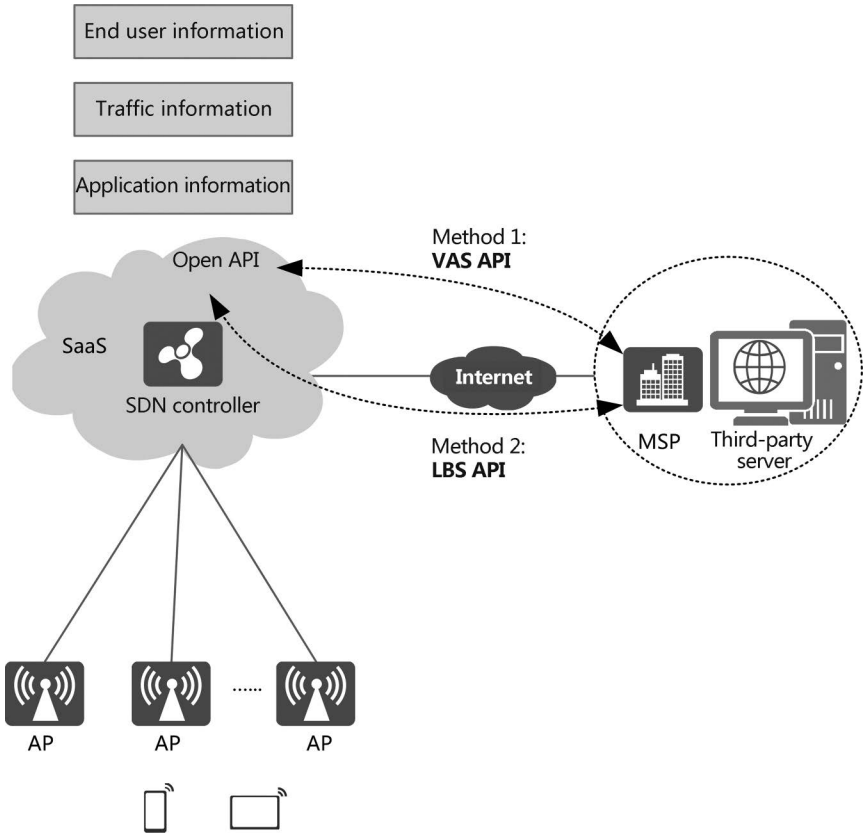 End user information
Traffic information
Application information
Open API
SaaS
SDN controller
Method 1:
VAS API
Internet
Method 2:
LBS API
MSP
Third-party
server
AP
AP
......
AP